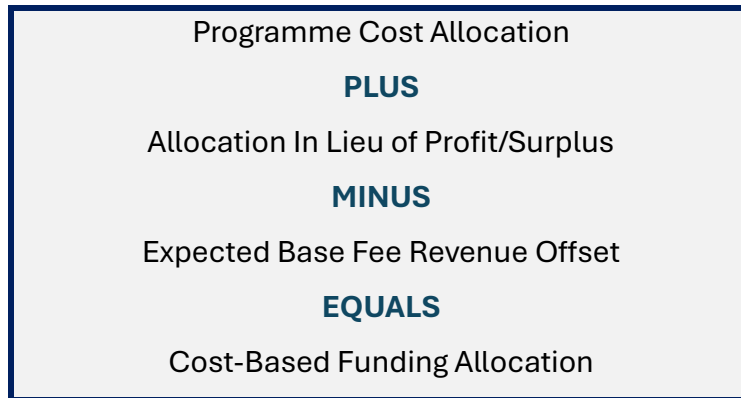 Programme Cost Allocation
PLUS
Allocation In Lieu of Profit/Surplus
MINUS
Expected Base Fee Revenue Offset
EQUALS
Cost-Based Funding Allocation